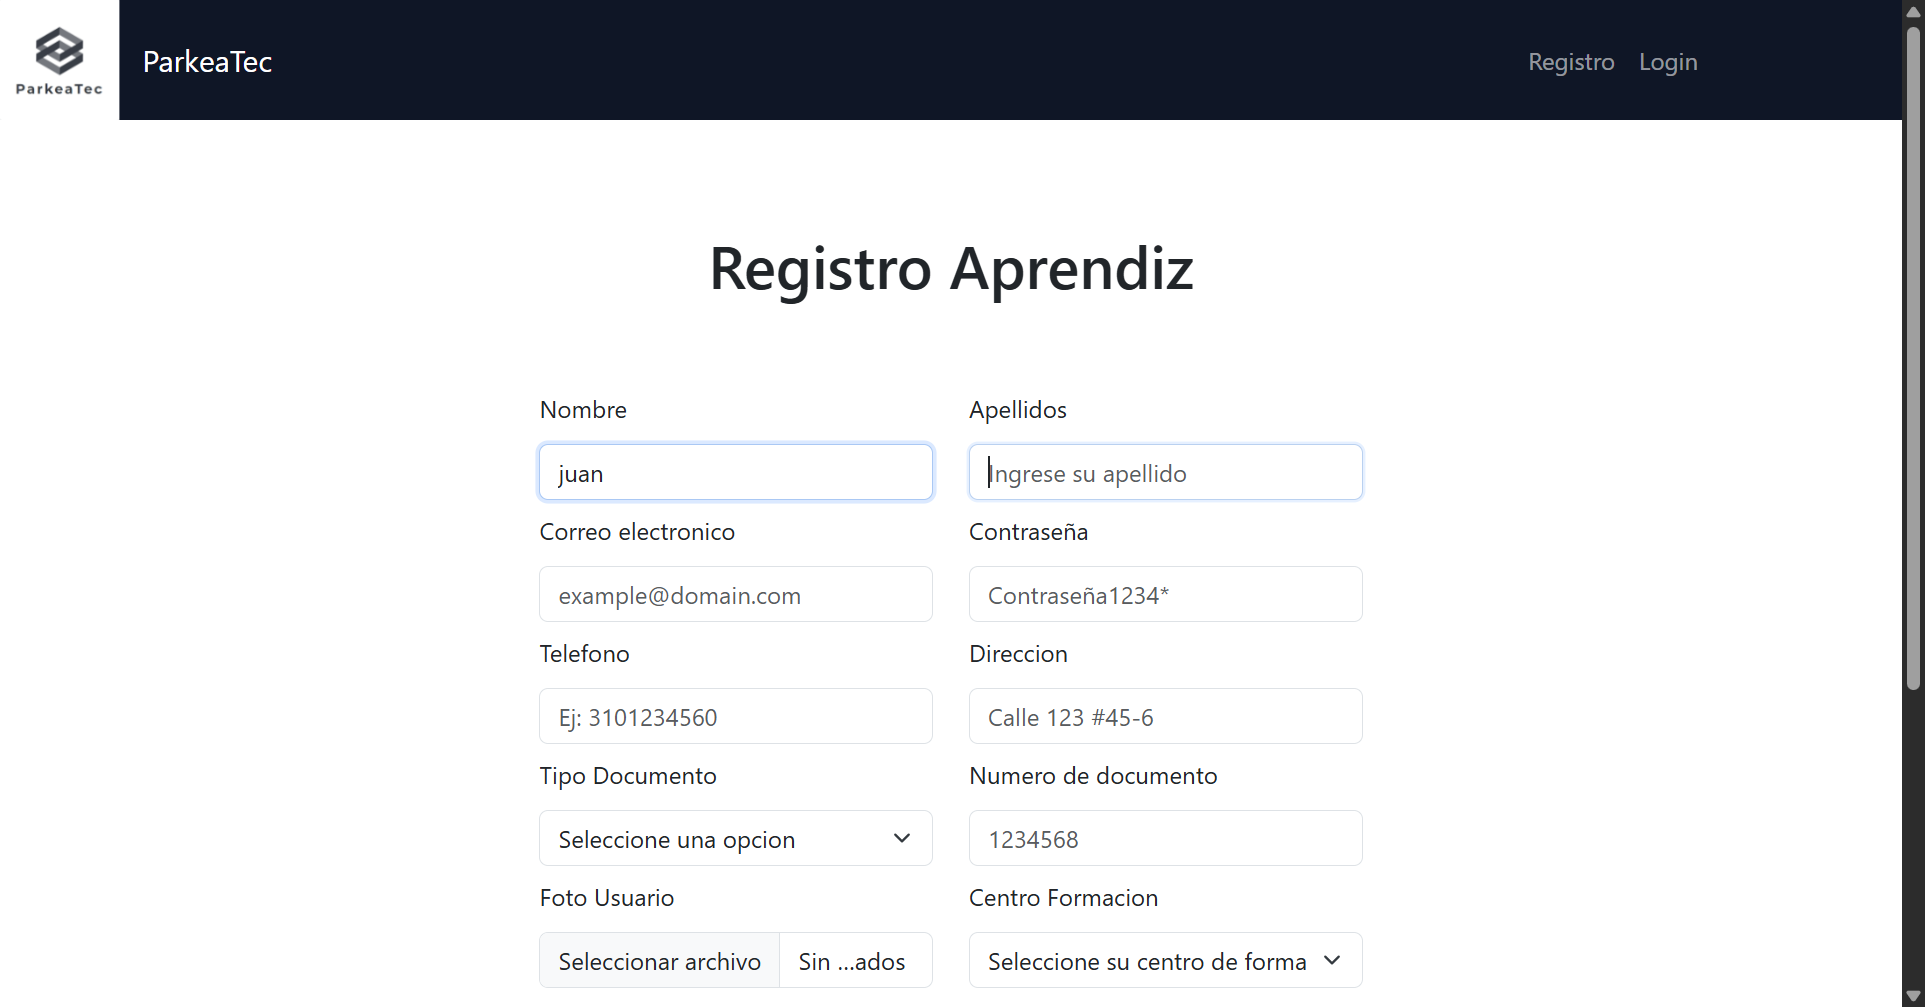 ParkeaTec
ParkeaTec
Registro Login
Registro Aprendiz
Nombre
Apellidos
juan
Ingrese su apellido
Correo electronico
Contraseña
example@domain.com
Contraseña1234*
Telefono
Direccion
Ej: 3101234560
Calle 123 #45-6
Tipo Documento
Numero de documento
Seleccione una opcion
1234568
Foto Usuario
Centro Formacion
Seleccionar archivo Sin ...ados
Seleccione su centro de forma